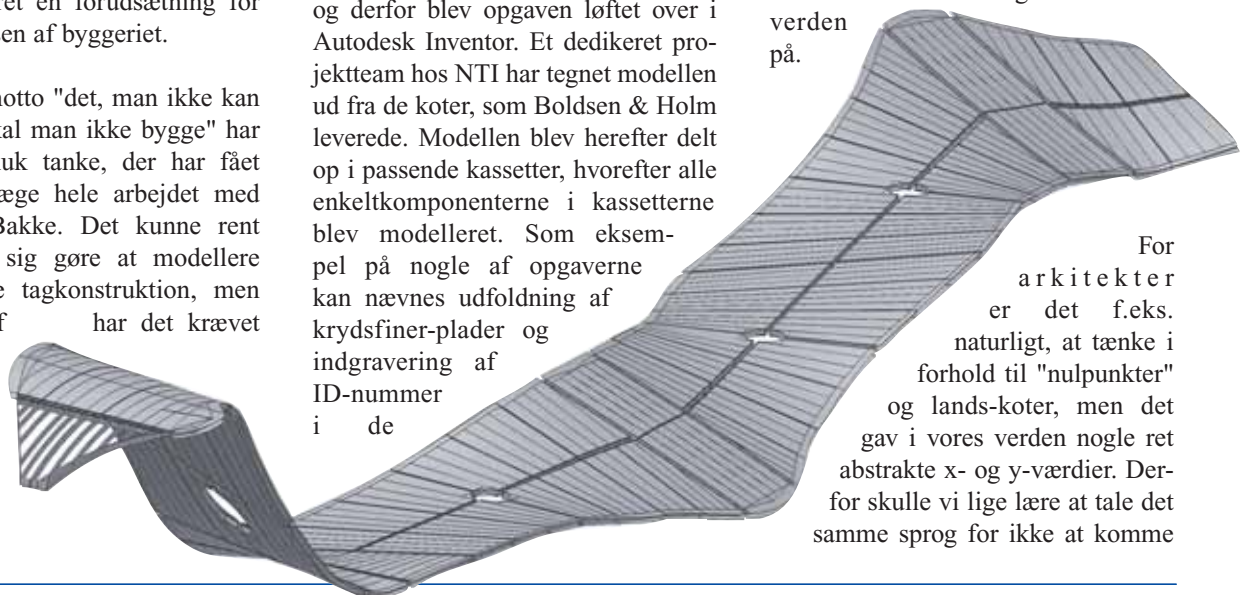 ret en forudsætning for
en af byggeriet.
otto "det, man ikke kan
al man ikke bygge" har
uk tanke, der har fået
æge hele arbejdet med
Bakke. Det kunne rent
sig gøre at modellere
e tagkonstruktion, men
f har det krævet
og derfor blev opgaven løftet over i
Autodesk Inventor. Et dedikeret pro-
jektteam hos NTI har tegnet modellen
ud fra de koter, som Boldsen & Holm
leverede. Modellen blev herefter delt
op i passende kassetter, hvorefter alle
enkeltkomponenterne i kassetterne
blev modelleret. Som eksem-
pel på nogle af opgaverne
kan nævnes udfoldning af
krydsfiner-plader og
indgravering af
ID-nummer
i de
verden
på.
For
arkitekter
er det f.eks.
naturligt, at tænke i
forhold til "nulpunkter"
og lands-koter, men det
gav i vores verden nogle ret
abstrakte x- og y-værdier. Der-
for skulle vi lige lære at tale det
samme sprog for ikke at komme